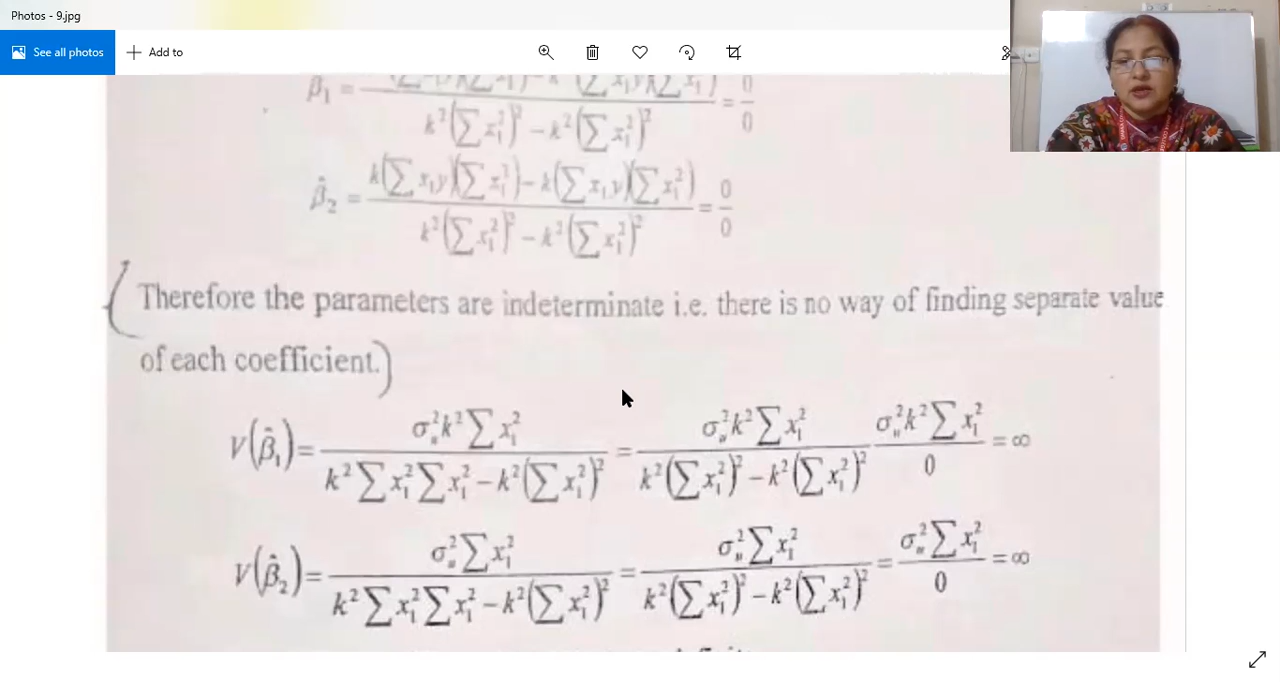 Photos - 9.jpg
See all photos
Add to
β̂₂ = k(∑x₁y)(∑x₁²) − k(∑x₁y)(∑x₁²) / k²(∑x₁²)² − k²(∑x₁²)² = 0/0
Therefore the parameters are indeterminate i.e. there is no way of finding separate value
of each coefficient.)
V(β̂₁) = σᵤ²k²∑x₁² / k²∑x₁²∑x₁² − k²(∑x₁²)² = σᵤ²k²∑x₁² / k²(∑x₁²)² − k²(∑x₁²)² σᵤ²k²∑x₁² / 0 = ∞
V(β̂₂) = σᵤ²∑x₁² / k²∑x₁²∑x₁² − k²(∑x₁²)² = σᵤ²∑x₁² / k²(∑x₁²)² − k²(∑x₁²)² = σᵤ²∑x₁² / 0 = ∞